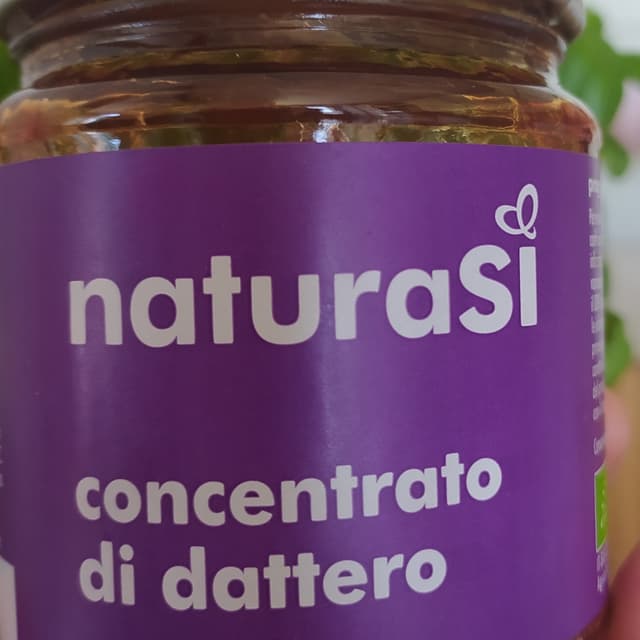 naturaSì
concentrato
di dattero